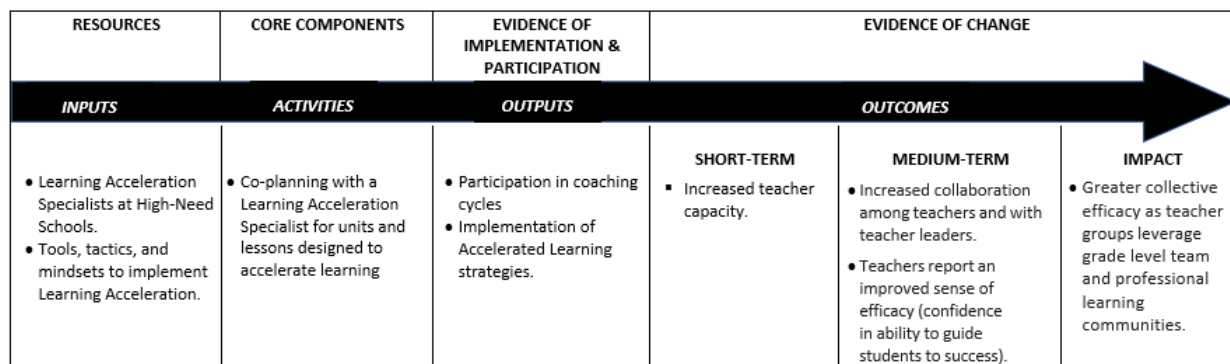 RESOURCES
CORE COMPONENTS
EVIDENCE OF
IMPLEMENTATION &
PARTICIPATION
EVIDENCE OF CHANGE
INPUTS
ACTIVITIES
OUTPUTS
OUTCOMES
• Learning Acceleration
Specialists at High-Need
Schools.
• Tools, tactics, and
mindsets to implement
Learning Acceleration.
• Co-planning with a
Learning Acceleration
Specialist for units and
lessons designed to
accelerate learning
• Participation in coaching
cycles
• Implementation of
Accelerated Learning
strategies.
SHORT-TERM
▪ Increased teacher
capacity.
MEDIUM-TERM
• Increased collaboration
among teachers and with
teacher leaders.
• Teachers report an
improved sense of
efficacy (confidence
in ability to guide
students to success).
IMPACT
• Greater collective
efficacy as teacher
groups leverage
grade level team
and professional
learning
communities.